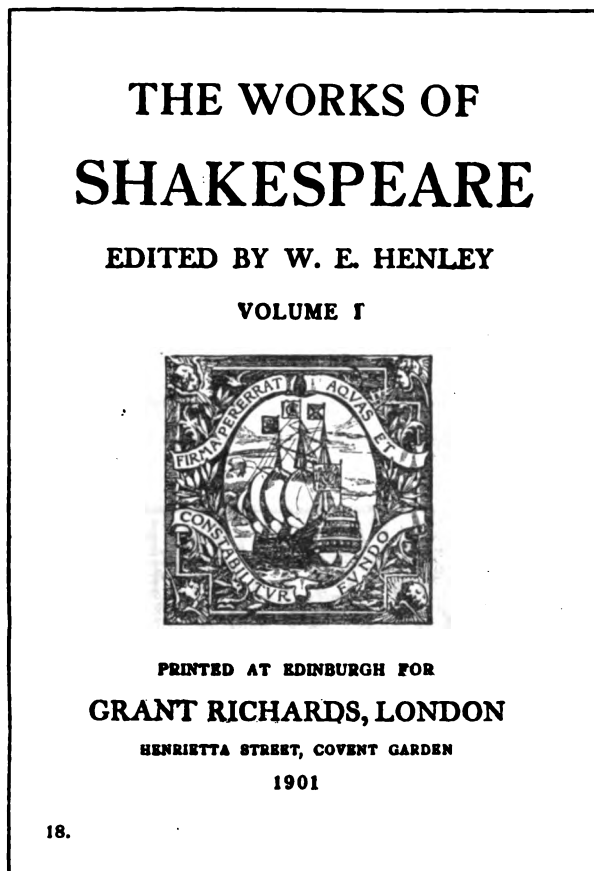 THE WORKS OF
SHAKESPEARE
EDITED BY W. E. HENLEY
VOLUME I
FIRMA PERERRAT AQVAS ET
CONSTABILITVR FVNDO
PRINTED AT EDINBURGH FOR
GRANT RICHARDS, LONDON
HENRIETTA STREET, COVENT GARDEN
1901
18.